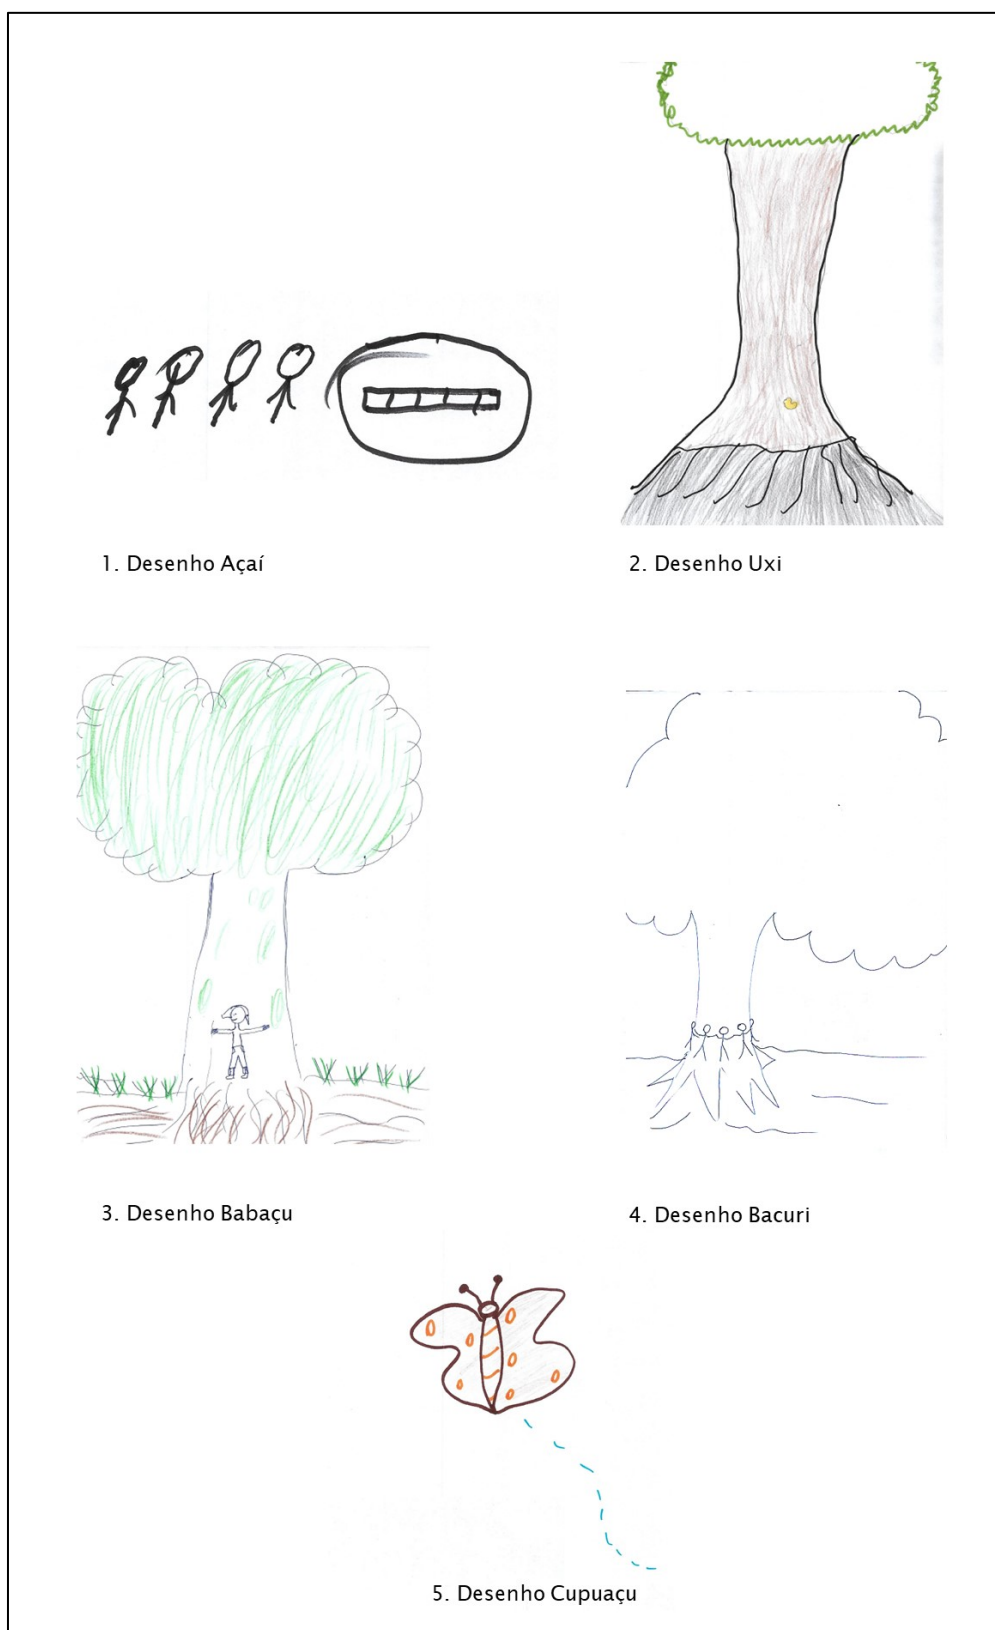 1. Desenho Açaí
2. Desenho Uxi
3. Desenho Babaçu
4. Desenho Bacuri
5. Desenho Cupuaçu